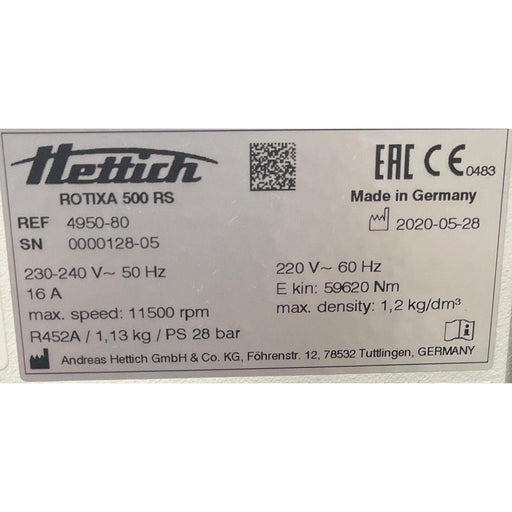 Hettich
EAC CE 0483
ROTIXA 500 RS
Made in Germany
REF 4950-80
2020-05-28
SN 0000128-05
230-240 V~ 50 Hz
220 V~ 60 Hz
16 A
E kin: 59620 Nm
max. speed: 11500 rpm
max. density: 1,2 kg/dm³
R452A / 1,13 kg / PS 28 bar
Andreas Hettich GmbH & Co. KG, Föhrenstr. 12, 78532 Tuttlingen, GERMANY